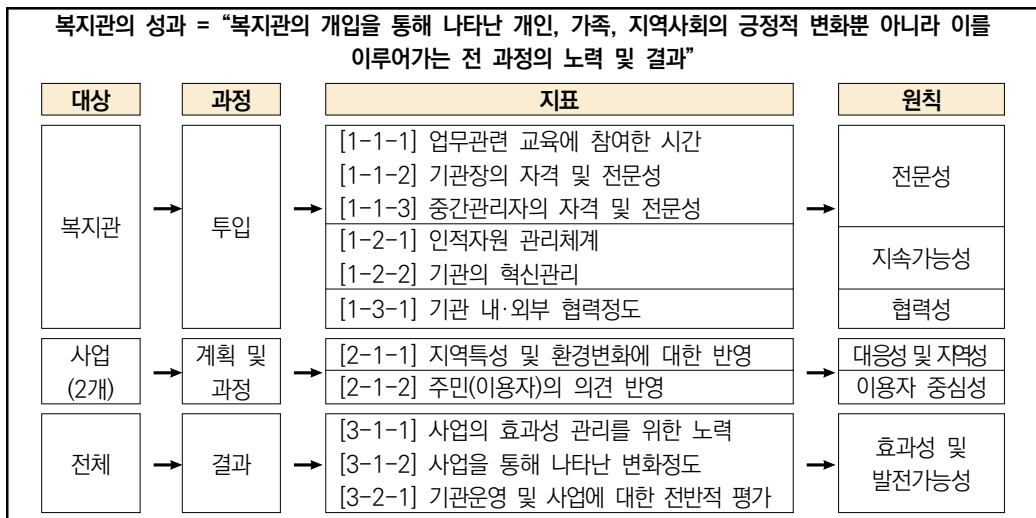 복지관의 성과 = “복지관의 개입을 통해 나타난 개인, 가족, 지역사회의 긍정적 변화뿐 아니라 이를
이루어가는 전 과정의 노력 및 결과”
대상 과정 지표 원칙
복지관
투입
[1-1-1] 업무관련 교육에 참여한 시간
[1-1-2] 기관장의 자격 및 전문성
[1-1-3] 중간관리자의 자격 및 전문성
전문성
[1-2-1] 인적자원 관리체계
[1-2-2] 기관의 혁신관리
지속가능성
[1-3-1] 기관 내·외부 협력정도
협력성
사업
(2개)
계획 및
과정
[2-1-1] 지역특성 및 환경변화에 대한 반영
대응성 및 지역성
[2-1-2] 주민(이용자)의 의견 반영
이용자 중심성
전체
결과
[3-1-1] 사업의 효과성 관리를 위한 노력
[3-1-2] 사업을 통해 나타난 변화정도
[3-2-1] 기관운영 및 사업에 대한 전반적 평가
효과성 및
발전가능성